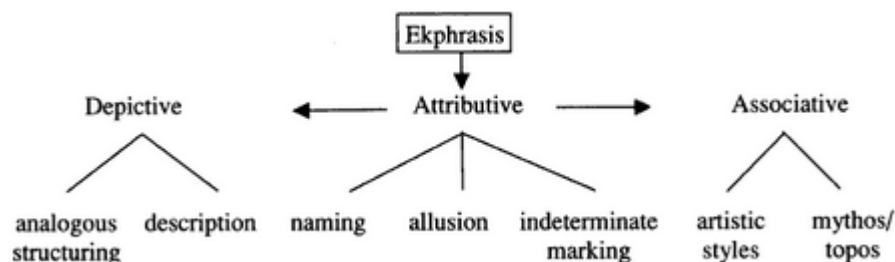 Ekphrasis
Depictive Attributive Associative
analogous description naming allusion indeterminate artistic mythos/
structuring marking styles topos